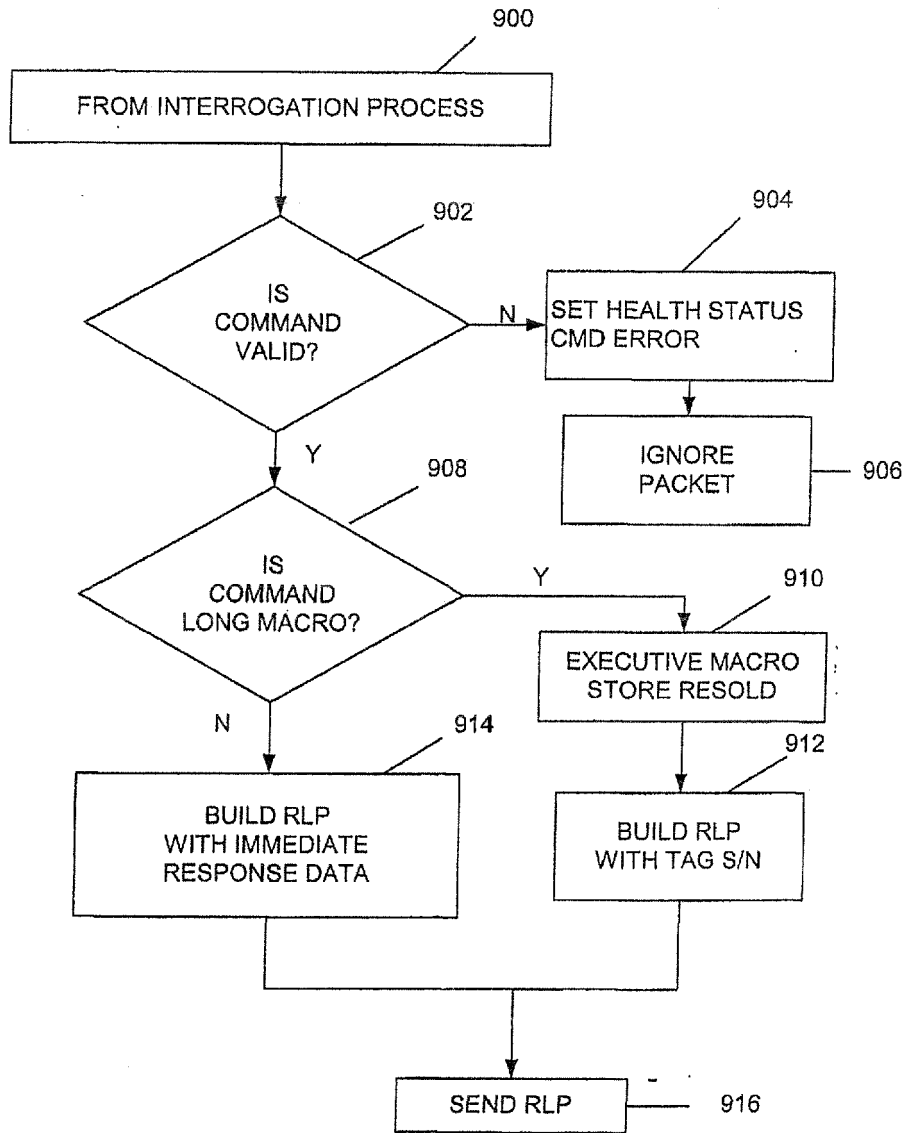 900
FROM INTERROGATION PROCESS
902
IS
COMMAND
VALID?
N
904
SET HEALTH STATUS
CMD ERROR
Y
IGNORE
PACKET
906
908
IS
COMMAND
LONG MACRO?
Y
910
EXECUTIVE MACRO
STORE RESOLD
N
914
BUILD RLP
WITH IMMEDIATE
RESPONSE DATA
912
BUILD RLP
WITH TAG S/N
SEND RLP
916